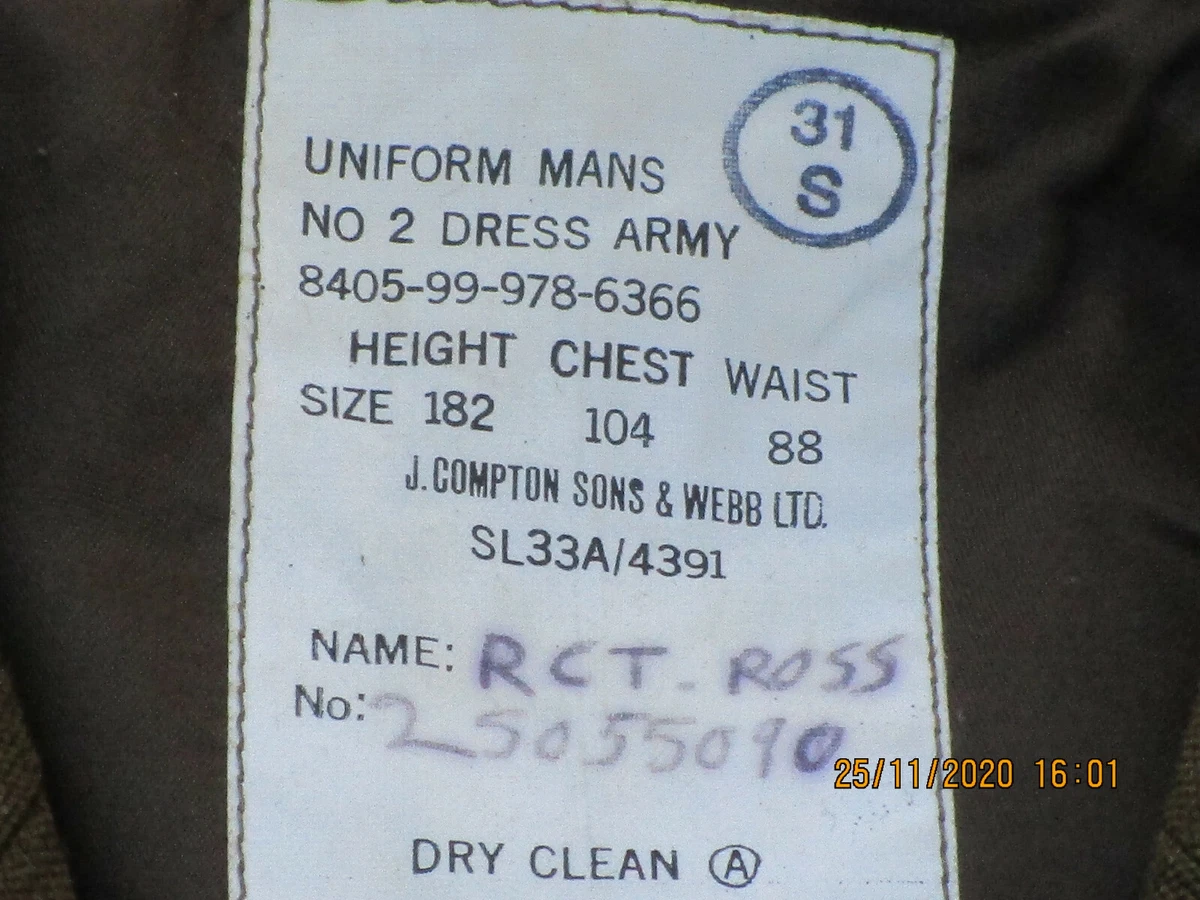 31
S
UNIFORM MANS
NO 2 DRESS ARMY
8405-99-978-6366
HEIGHT CHEST WAIST
SIZE 182 104 88
J. COMPTON SONS & WEBB LTD.
SL33A/4391
NAME: RCT. ROSS
No: 25055090
25/11/2020 16:01
DRY CLEAN Ⓐ